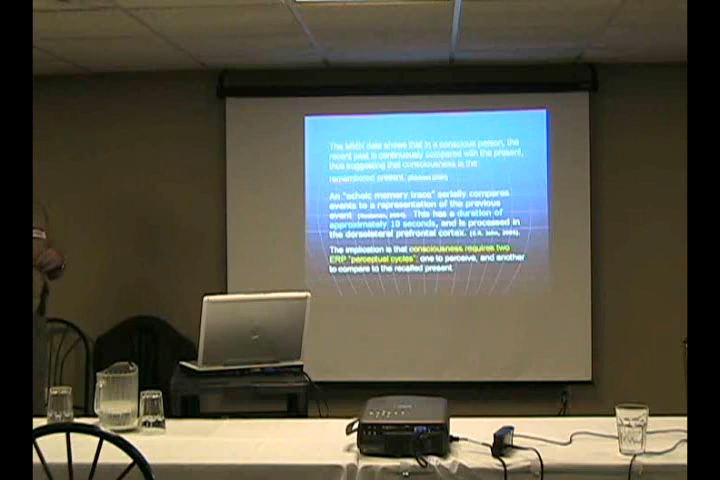 The MMN data shows that in a conscious person, the
recent past is continuously compared with the present,
thus suggesting that consciousness is the
remembered present.
An "echoic memory trace" serially compares
events to a representation of the previous
event This has a duration of
approximately 10 seconds, and is processed in
the dorsolateral prefrontal cortex. (E.R. John,
The implication is that consciousness requires two
ERP "perceptual cycles": one to perceive, and another
to compare to the recalled present.